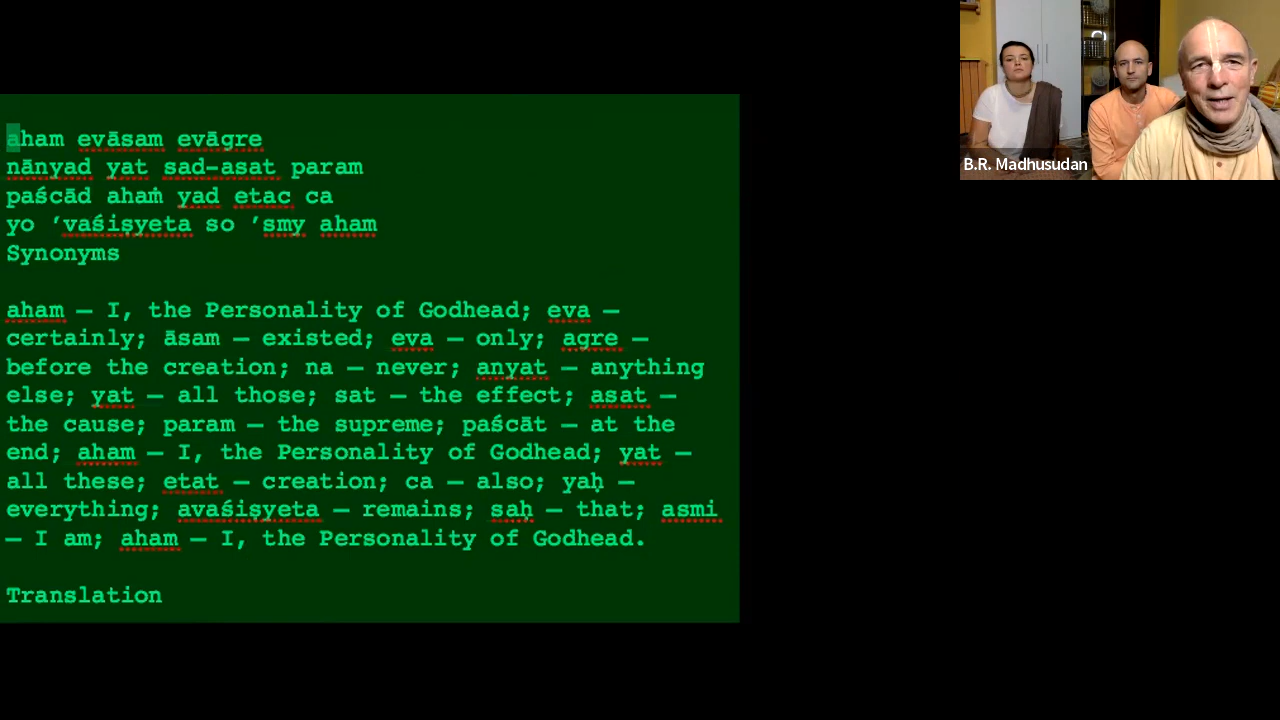 aham evāsam evāgre
nānyad yat sad-asat param
paścād ahaṁ yad etac ca
yo ’vaśiṣyeta so ’smy aham
Synonyms
aham — I, the Personality of Godhead; eva —
certainly; āsam — existed; eva — only; agre —
before the creation; na — never; anyat — anything
else; yat — all those; sat — the effect; asat —
the cause; param — the supreme; paścāt — at the
end; aham — I, the Personality of Godhead; yat —
all these; etat — creation; ca — also; yaḥ —
everything; avaśiṣyeta — remains; saḥ — that; asmi
— I am; aham — I, the Personality of Godhead.
Translation
B.R. Madhusudan